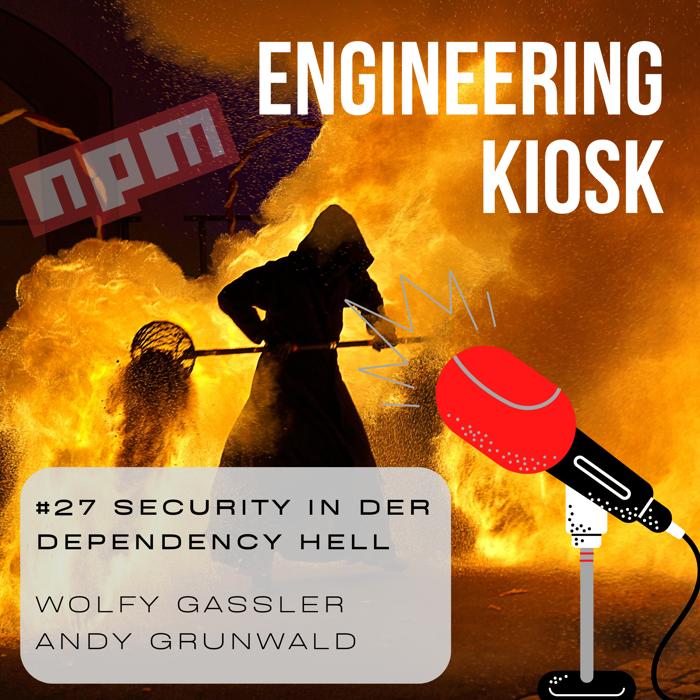 ENGINEERING
KIOSK
npm
#27 SECURITY IN DER
DEPENDENCY HELL
WOLFY GASSLER
ANDY GRUNWALD